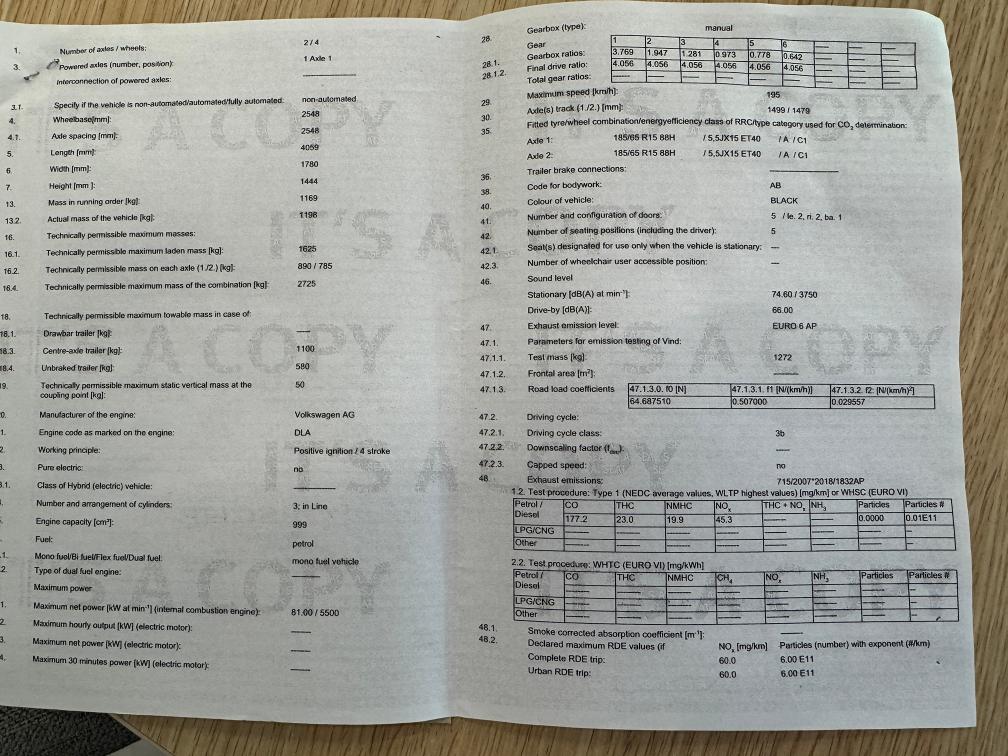 1. Number of axles / wheels: 2 / 4
3. Powered axles (number, position): 1 Axle 1
Interconnection of powered axles:
3.1. Specify if the vehicle is non-automated/automated/fully automated: non-automated
4. Wheelbase[mm]: 2548
4.1. Axle spacing [mm]: 2548
5. Length [mm]: 4059
6. Width [mm]: 1780
7. Height [mm ]: 1444
13. Mass in running order [kg]: 1169
13.2. Actual mass of the vehicle [kg]: 1198
16. Technically permissible maximum masses:
16.1. Technically permissible maximum laden mass [kg]: 1625
16.2. Technically permissible mass on each axle (1./2.) [kg]: 890 / 785
16.4. Technically permissible maximum mass of the combination [kg]: 2725
18. Technically permissible maximum towable mass in case of:
18.1. Drawbar trailer [kg]:
18.3. Centre-axle trailer [kg]: 1100
18.4. Unbraked trailer [kg]: 580
9. Technically permissible maximum static vertical mass at the 50
coupling point [kg]:
0. Manufacturer of the engine: Volkswagen AG
1. Engine code as marked on the engine: DLA
2. Working principle: Positive ignition / 4 stroke
3. Pure electric: no
3.1. Class of Hybrid (electric) vehicle:
Number and arrangement of cylinders: 3; in Line
Engine capacity [cm³]: 999
Fuel: petrol
1. Mono fuel/Bi fuel/Flex fuel/Dual fuel: mono fuel vehicle
2. Type of dual fuel engine:
Maximum power
1. Maximum net power [kW at min⁻¹] (internal combustion engine): 81.00 / 5500
2. Maximum hourly output [kW] (electric motor):
3. Maximum net power [kW] (electric motor):
4. Maximum 30 minutes power [kW] (electric motor):
28. Gearbox (type): manual
Gear 1 2 3 4 5 6
28.1. Gearbox ratios: 3.769 1.947 1.281 0.973 0.778 0.642
28.1.2. Final drive ratio: 4.056 4.056 4.056 4.056 4.056 4.056
Total gear ratios:
29. Maximum speed [km/h]: 195
30. Axle(s) track (1./2.) [mm]: 1499 / 1479
35. Fitted tyre/wheel combination/energyefficiency class of RRC/type category used for CO₂ determination:
Axle 1: 185/65 R15 88H / 5,5JX15 ET40 / A / C1
Axle 2: 185/65 R15 88H / 5,5JX15 ET40 / A / C1
36. Trailer brake connections:
38. Code for bodywork: AB
40. Colour of vehicle: BLACK
41. Number and configuration of doors: 5 / le. 2, ri. 2, ba. 1
42. Number of seating positions (including the driver): 5
42.1. Seat(s) designated for use only when the vehicle is stationary: —
42.3. Number of wheelchair user accessible position: —
46. Sound level
Stationary [dB(A) at min⁻¹]: 74.60 / 3750
Drive-by [dB(A)]: 66.00
47. Exhaust emission level: EURO 6 AP
47.1. Parameters for emission testing of Vind:
47.1.1. Test mass [kg]: 1272
47.1.2. Frontal area [m²]:
47.1.3. Road load coefficients 47.1.3.0. f0 [N] 47.1.3.1. f1 [N/(km/h)] 47.1.3.2. f2: [N/(km/h)²]
64.687510 0.507000 0.029557
47.2. Driving cycle:
47.2.1. Driving cycle class: 3b
47.2.2. Downscaling factor (f
47.2.3. Capped speed: no
48. Exhaust emissions: 715/2007*2018/1832AP
1.2. Test procedure: Type 1 (NEDC average values, WLTP highest values) [mg/km] or WHSC (EURO VI)
Petrol / Diesel CO THC NMHC NOₓ THC + NOₓ NH₃ Particles Particles #
177.2 23.0 19.9 45.3 0.0000 0.01E11
LPG/CNG
Other
2.2. Test procedure: WHTC (EURO VI) [mg/kWh]
Petrol / Diesel CO THC NMHC CH₄ NOₓ NH₃ Particles Particles #
LPG/CNG
Other
48.1. Smoke corrected absorption coefficient [m⁻¹]:
48.2. Declared maximum RDE values (if NOₓ [mg/km] Particles (number) with exponent (#/km)
Complete RDE trip: 60.0 6.00 E11
Urban RDE trip: 60.0 6.00 E11
IT'S A COPY